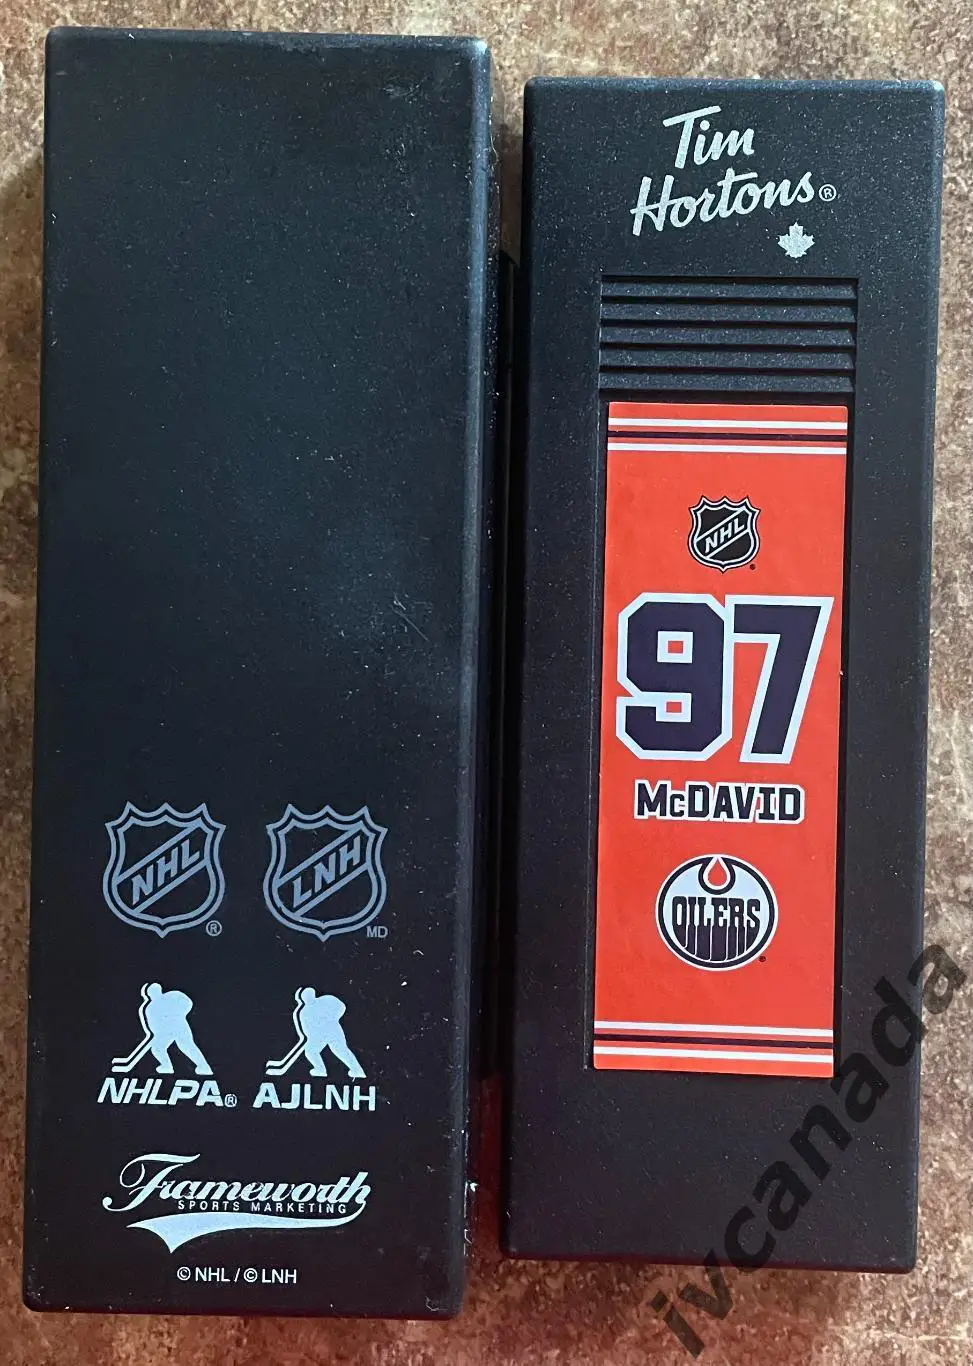 NHL ®
LNH MD
NHLPA® AJLNH
Frameworth
SPORTS MARKETING
© NHL / © LNH
Tim
Hortons®
NHL
97
McDAVID
OILERS
ivcanada